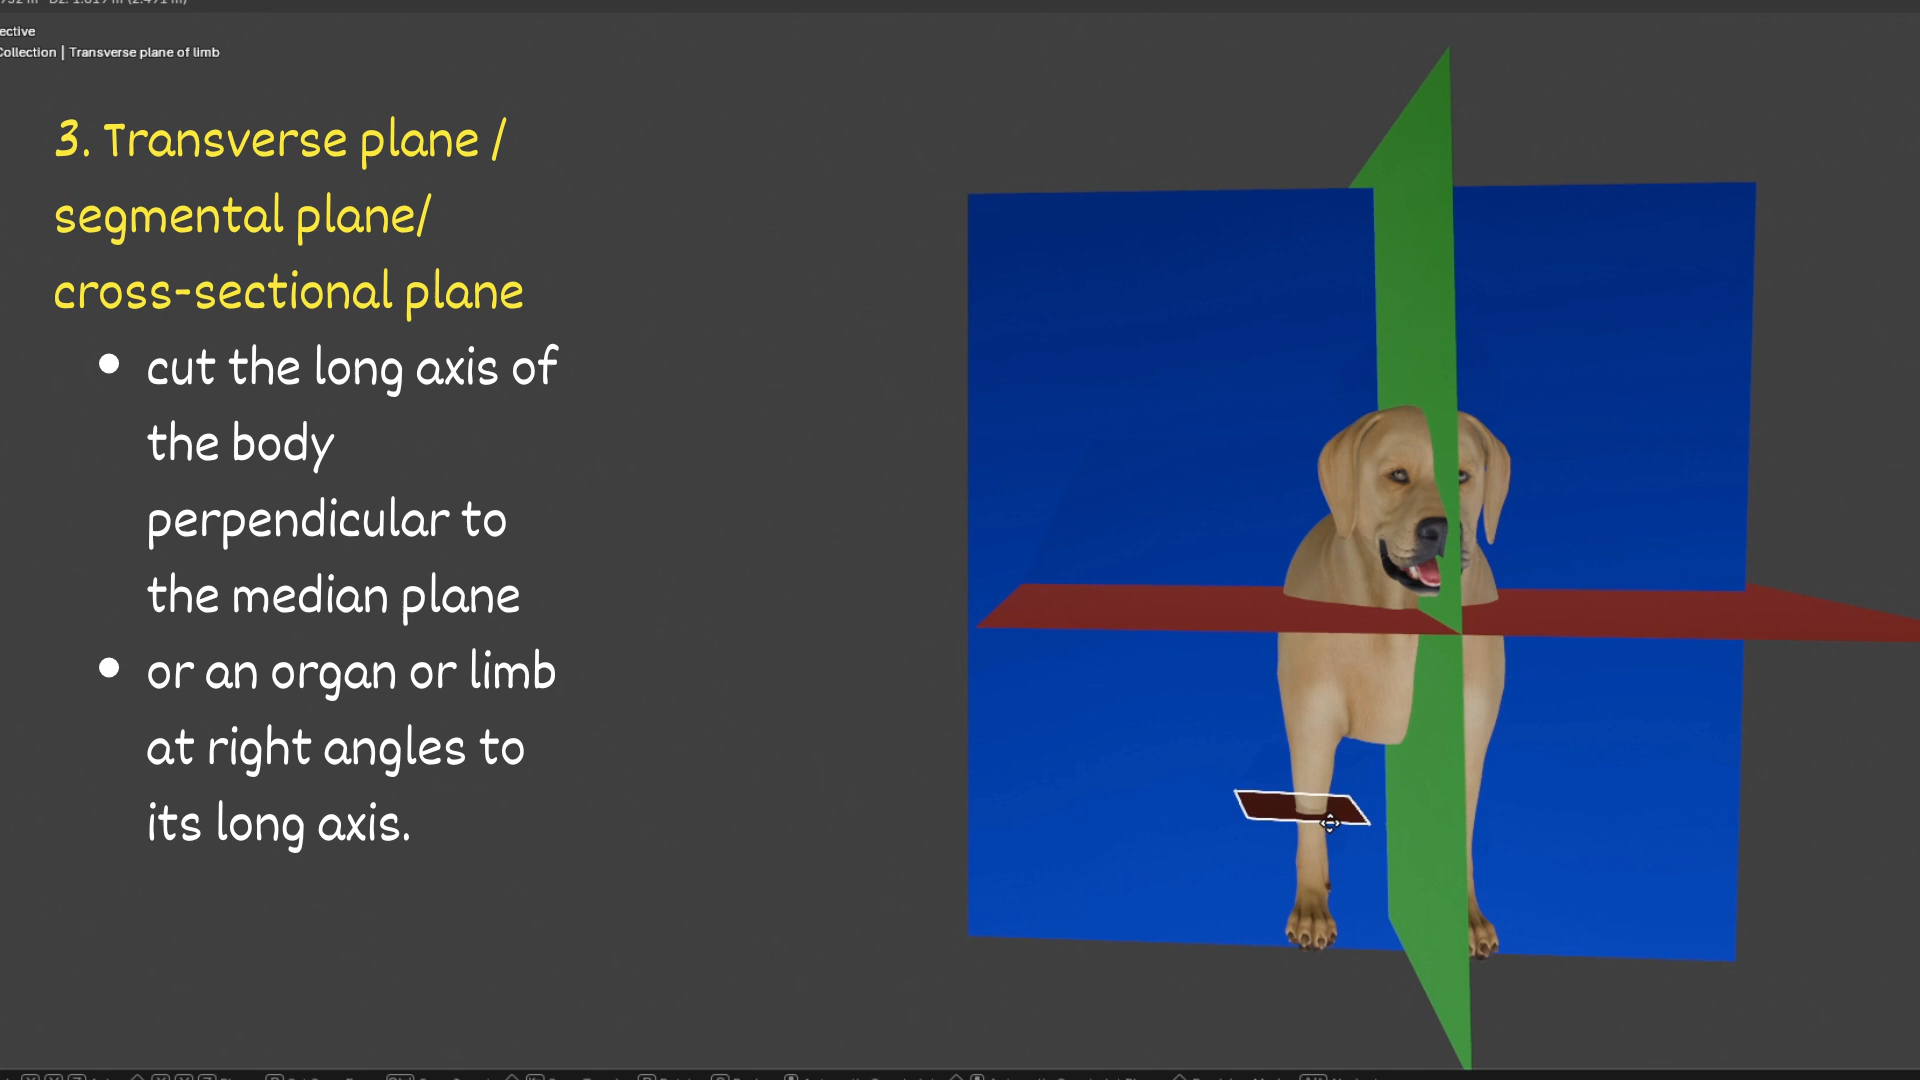 ective
Collection | Transverse plane of limb
3. Transverse plane /
segmental plane/
cross-sectional plane
• cut the long axis of
the body
perpendicular to
the median plane
• or an organ or limb
at right angles to
its long axis.